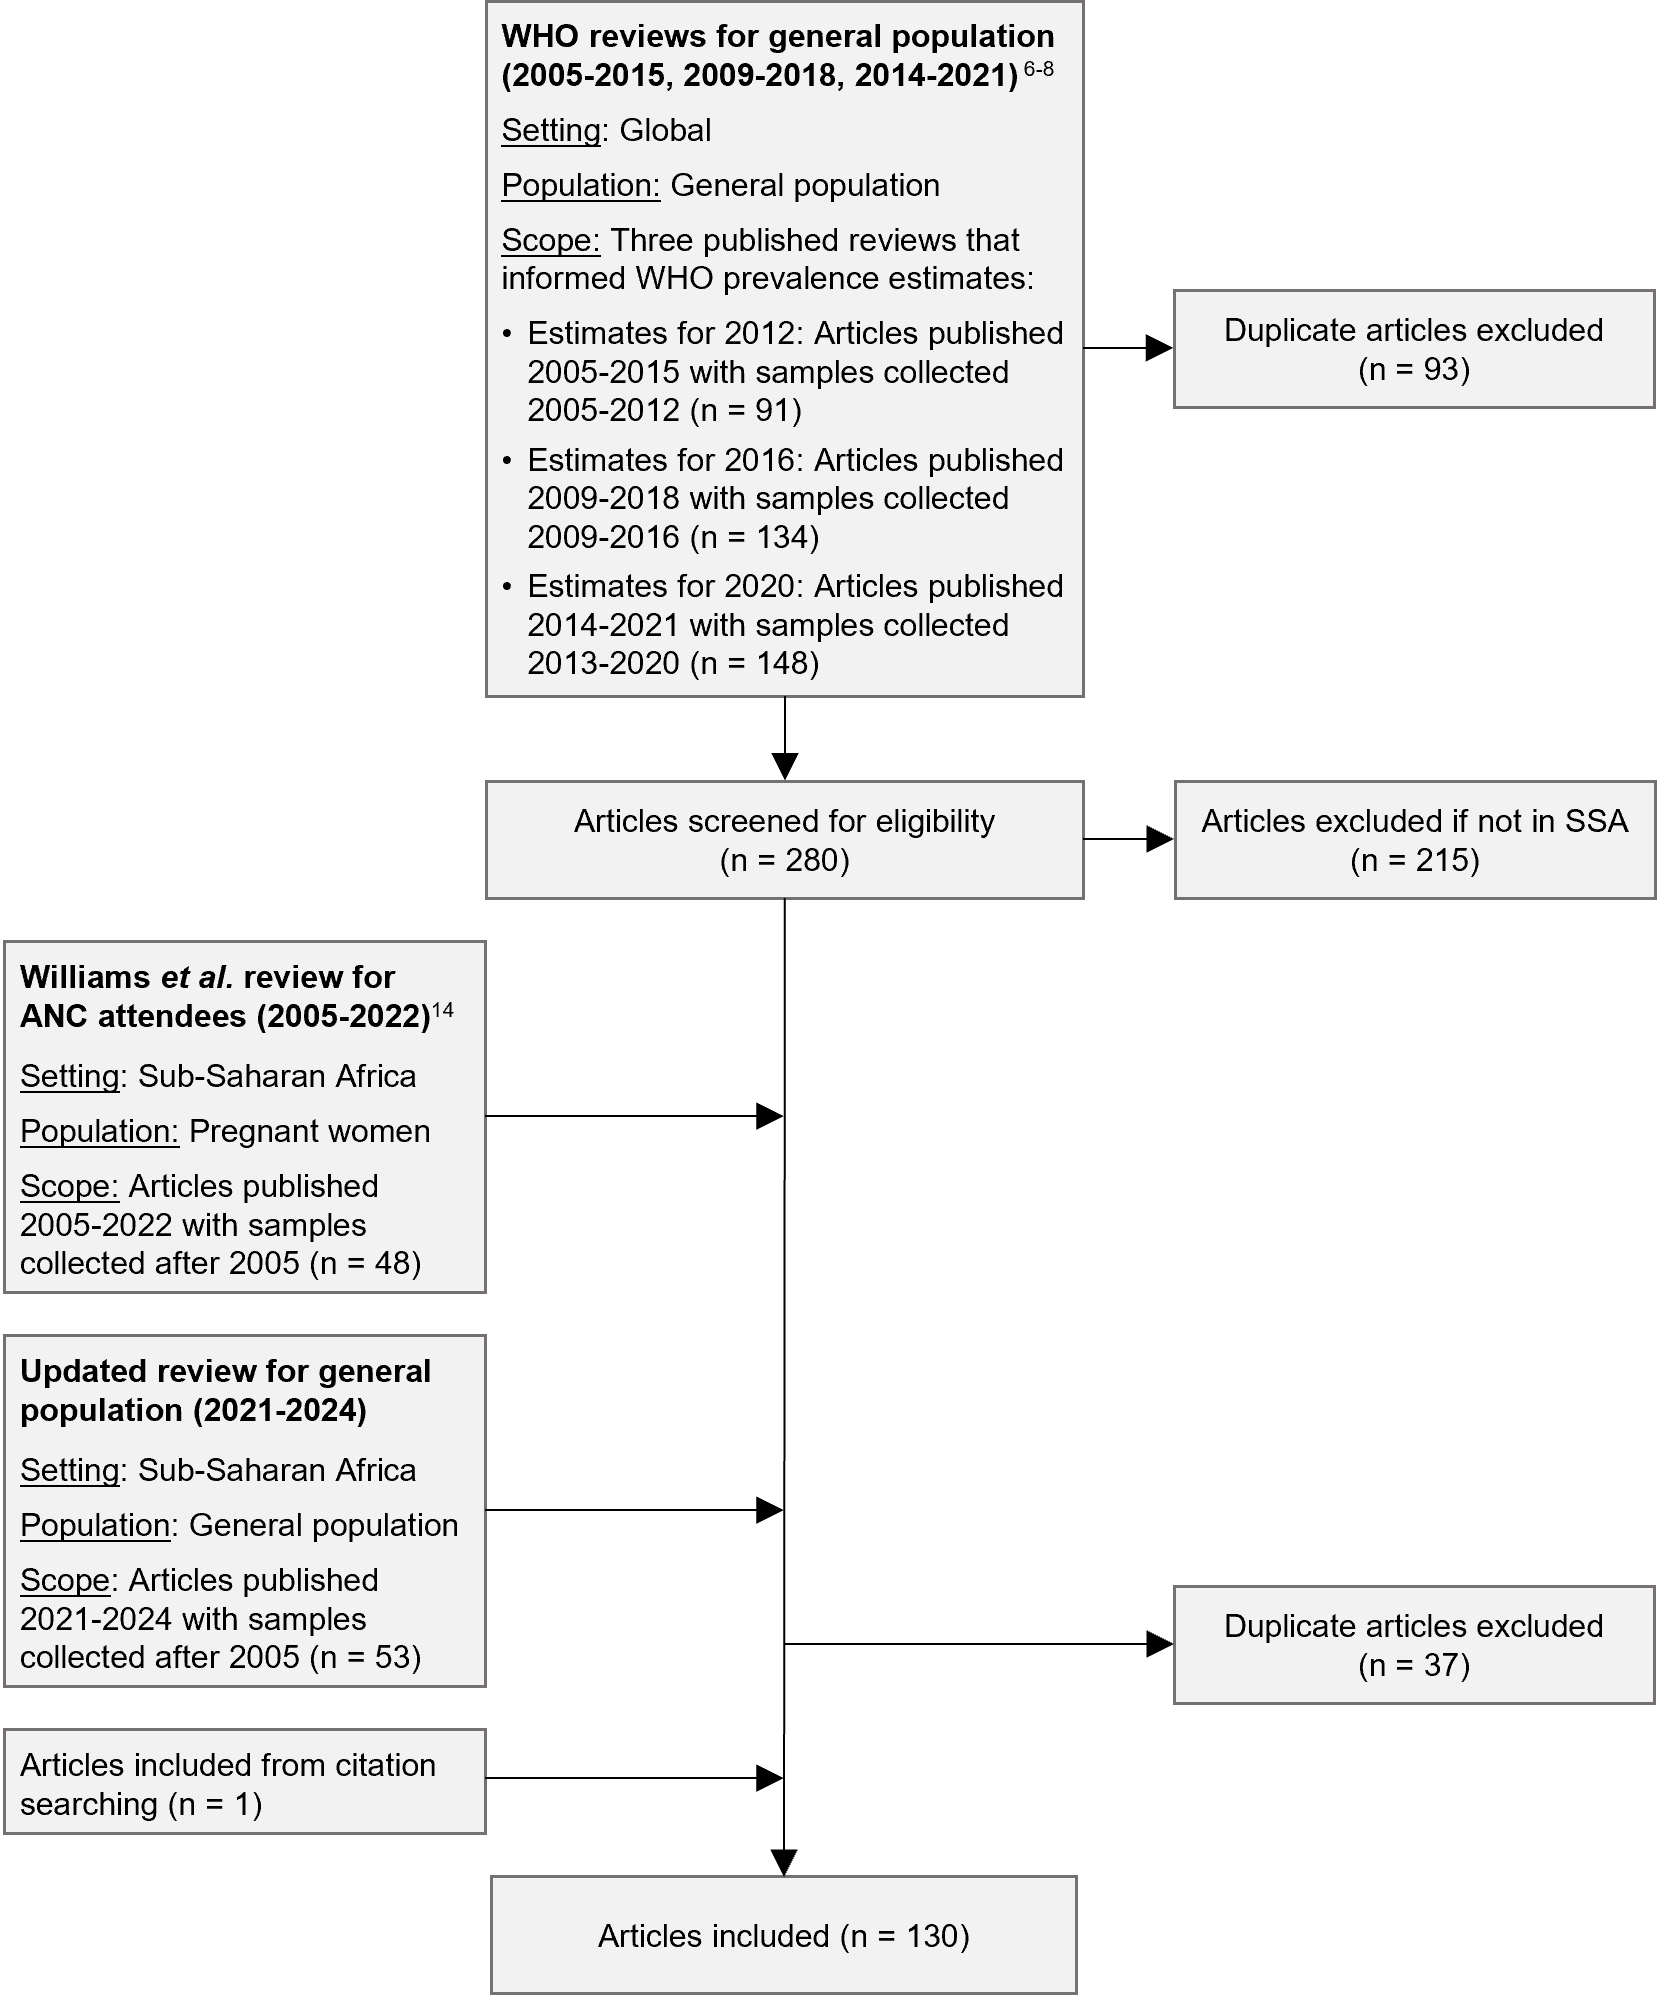 WHO reviews for general population
(2005-2015, 2009-2018, 2014-2021) 6-8
Setting: Global
Population: General population
Scope: Three published reviews that
informed WHO prevalence estimates:
• Estimates for 2012: Articles published
2005-2015 with samples collected
2005-2012 (n = 91)
• Estimates for 2016: Articles published
2009-2018 with samples collected
2009-2016 (n = 134)
• Estimates for 2020: Articles published
2014-2021 with samples collected
2013-2020 (n = 148)
Duplicate articles excluded
(n = 93)
Articles screened for eligibility
(n = 280)
Articles excluded if not in SSA
(n = 215)
Williams et al. review for
ANC attendees (2005-2022)14
Setting: Sub-Saharan Africa
Population: Pregnant women
Scope: Articles published
2005-2022 with samples
collected after 2005 (n = 48)
Updated review for general
population (2021-2024)
Setting: Sub-Saharan Africa
Population: General population
Scope: Articles published
2021-2024 with samples
collected after 2005 (n = 53)
Duplicate articles excluded
(n = 37)
Articles included from citation
searching (n = 1)
Articles included (n = 130)